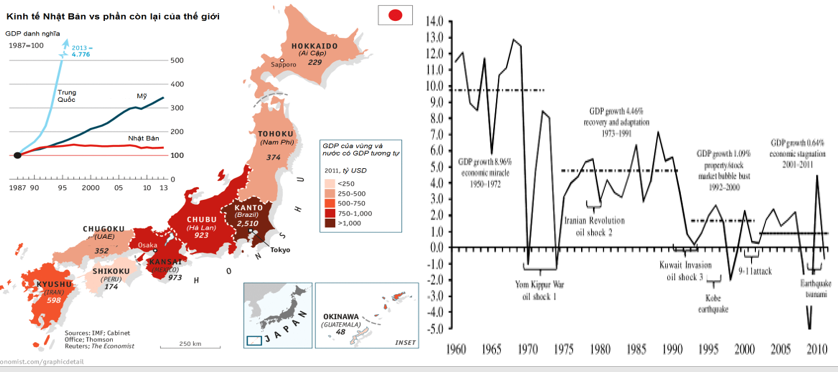 Kinh tế Nhật Bán vs phần còn lại của thế giới
GDP danh nghĩa
1987=100
2013 =
4.776
500
400
300
200
100
0
Trung
Quốc
Mỹ
Nhật Bán
1987 90 95 2000 05 10 13
HOKKAIDO
(Ai Cập)
Sapporo
229
TOHOKU
(Nam Phi)
374
GDP của vùng và
nước có GDP tương tự
2011, tỷ USD
<250
250-500
500-750
750-1,000
>1,000
KANTO
(Brazil)
2,510
CHUBU
(Hà Lan)
923
Tokyo
CHUGOKU
(UAE)
352
Osaka
KANSAI
(MEXICO)
973
SHIKOKU
(PERU)
174
KYUSHU
(IRAN)
598
H O N S H U
JAPAN
OKINAWA
(GUATEMALA)
48
INSET
Sources: IMF; Cabinet
Office; Thomson
Reuters; The Economist
250 km
onomist.com/graphicdetail
14.0
13.0
12.0
11.0
10.0
9.0
8.0
7.0
6.0
5.0
4.0
3.0
2.0
1.0
0.0
-1.0
-2.0
-3.0
-4.0
-5.0
GDP growth 8.96%
economic miracle
1950–1972
GDP growth 4.46%
recovery and adaptation
1973–1991
GDP growth 1.09%
property/stock
market bubble bust
1992–2000
GDP growth 0.64%
economic stagnation
2001–2011
Iranian Revolution
oil shock 2
Yom Kippur War
oil shock 1
Kuwait Invasion
oil shock 3
Kobe
earthquake
9-11attack
Earthquake
tsunami
1960 1965 1970 1975 1980 1985 1990 1995 2000 2005 2010